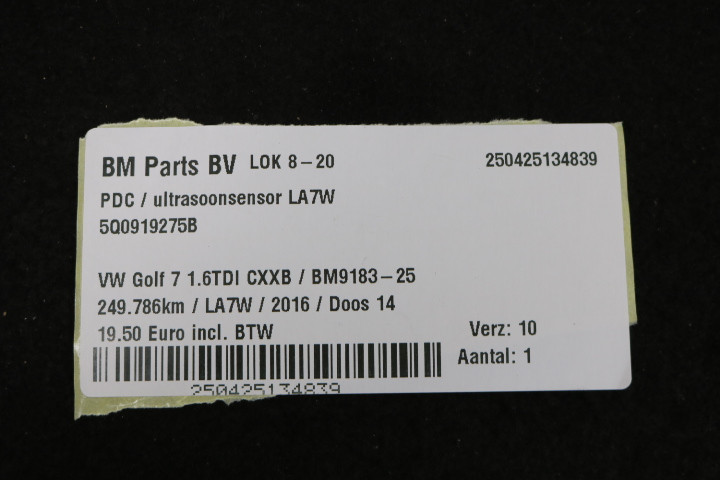 BM Parts BV LOK 8-20 250425134839
PDC / ultrasoonsensor LA7W
5Q0919275B
VW Golf 7 1.6TDI CXXB / BM9183-25
249.786km / LA7W / 2016 / Doos 14
19.50 Euro incl. BTW Verz: 10
Aantal: 1
250425134839